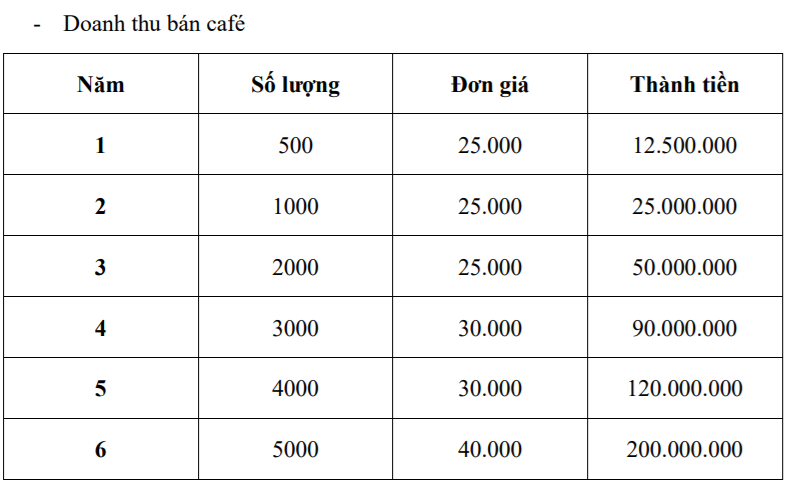 - Doanh thu bán café
Năm Số lượng Đơn giá Thành tiền
1 500 25.000 12.500.000
2 1000 25.000 25.000.000
3 2000 25.000 50.000.000
4 3000 30.000 90.000.000
5 4000 30.000 120.000.000
6 5000 40.000 200.000.000